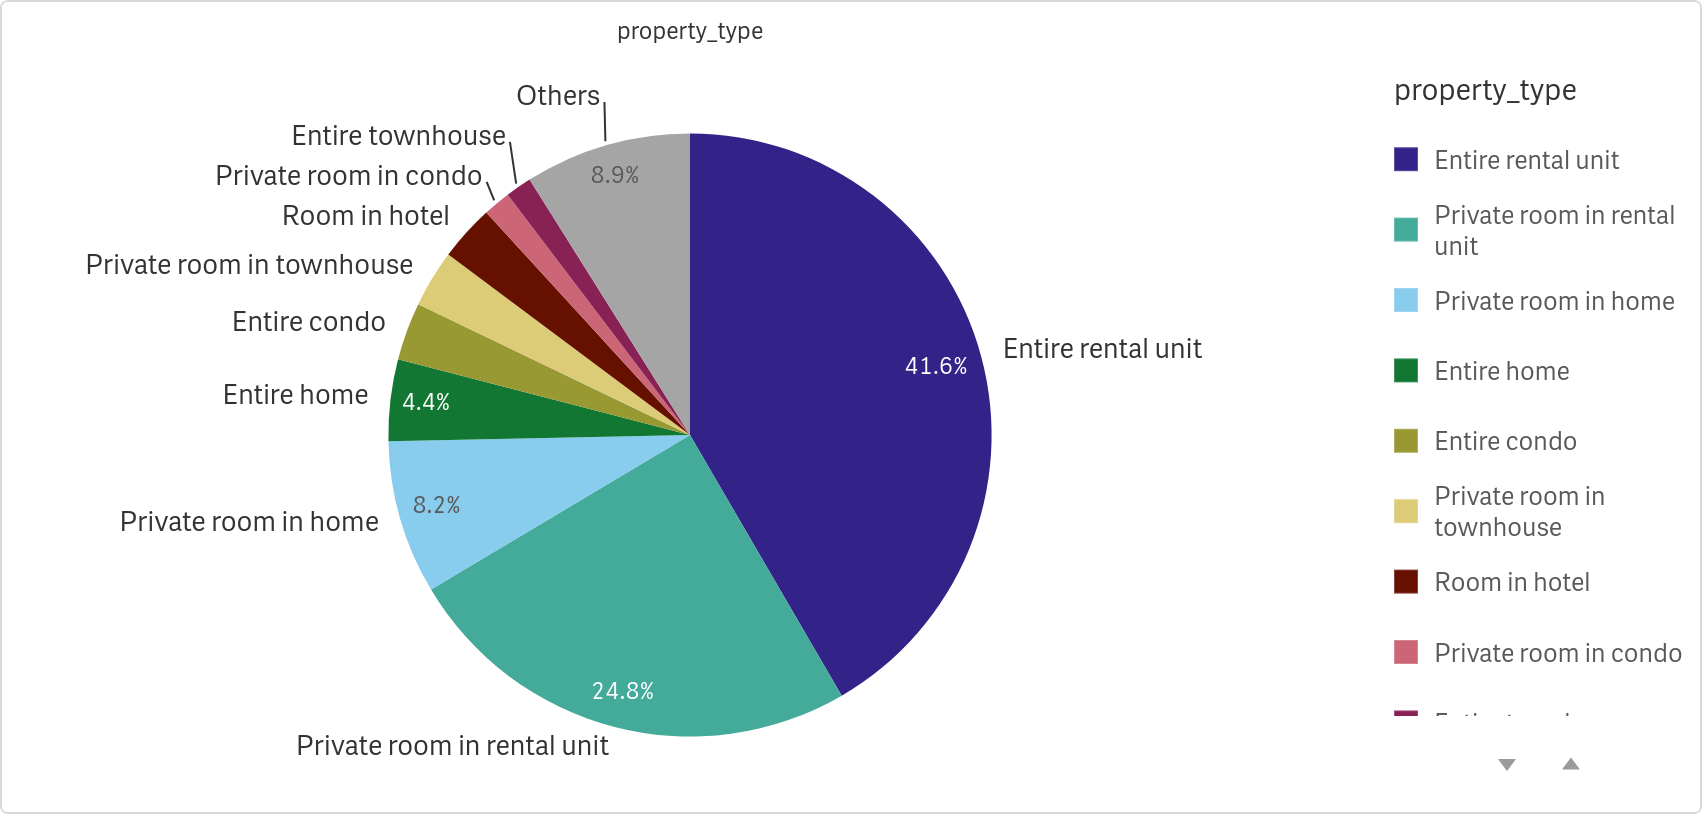 property_type
Others
Entire townhouse
Private room in condo
Room in hotel
Private room in townhouse
Entire condo
Entire home
Private room in home
Private room in rental unit
Entire rental unit
8.9%
41.6%
4.4%
8.2%
24.8%
property_type
Entire rental unit
Private room in rental
unit
Private room in home
Entire home
Entire condo
Private room in
townhouse
Room in hotel
Private room in condo